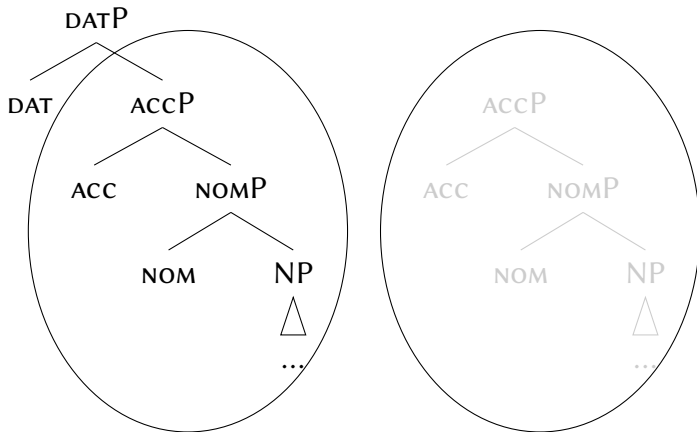 DATP
DAT ACCP ACCP
ACC NOMP ACC NOMP
NOM NP NOM NP
... ...